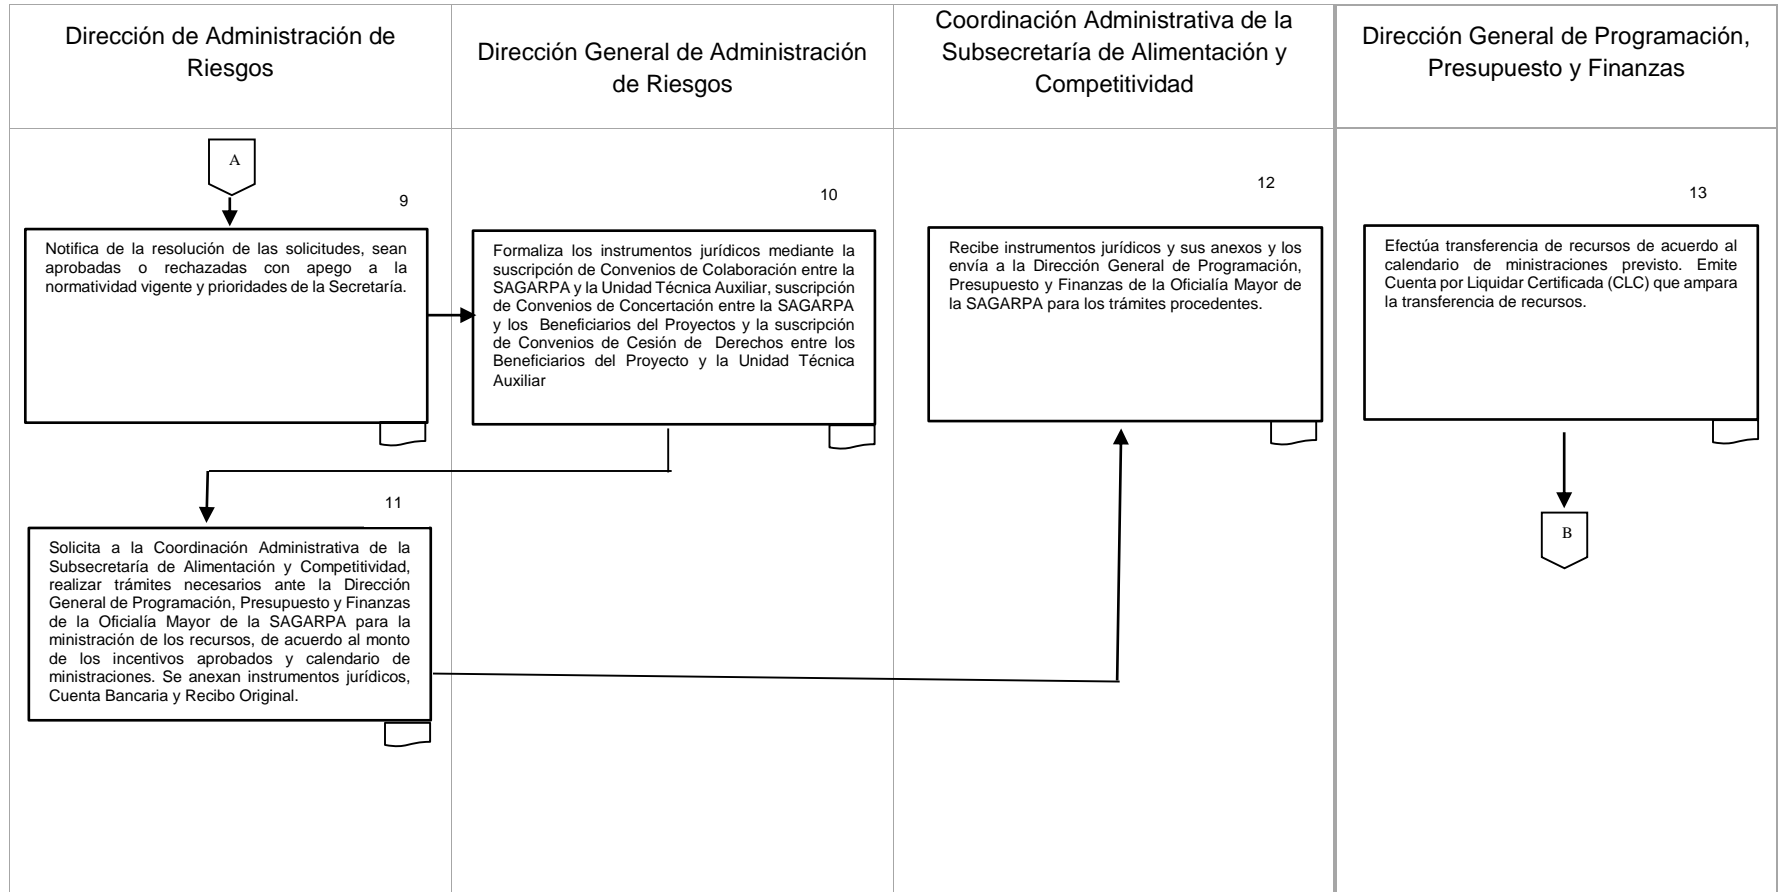 Dirección de Administración de
Riesgos
Dirección General de Administración
de Riesgos
Coordinación Administrativa de la
Subsecretaría de Alimentación y
Competitividad
Dirección General de Programación,
Presupuesto y Finanzas
A
9
Notifica de la resolución de las solicitudes, sean
aprobadas o rechazadas con apego a la
normatividad vigente y prioridades de la Secretaría.
10
Formaliza los instrumentos jurídicos mediante la
suscripción de Convenios de Colaboración entre la
SAGARPA y la Unidad Técnica Auxiliar, suscripción
de Convenios de Concertación entre la SAGARPA
y los Beneficiarios del Proyectos y la suscripción
de Convenios de Cesión de Derechos entre los
Beneficiarios del Proyecto y la Unidad Técnica
Auxiliar
11
Solicita a la Coordinación Administrativa de la
Subsecretaría de Alimentación y Competitividad,
realizar trámites necesarios ante la Dirección
General de Programación, Presupuesto y Finanzas
de la Oficialía Mayor de la SAGARPA para la
ministración de los recursos, de acuerdo al monto
de los incentivos aprobados y calendario de
ministraciones. Se anexan instrumentos jurídicos,
Cuenta Bancaria y Recibo Original.
12
Recibe instrumentos jurídicos y sus anexos y los
envía a la Dirección General de Programación,
Presupuesto y Finanzas de la Oficialía Mayor de
la SAGARPA para los trámites procedentes.
13
Efectúa transferencia de recursos de acuerdo al
calendario de ministraciones previsto. Emite
Cuenta por Liquidar Certificada (CLC) que ampara
la transferencia de recursos.
B